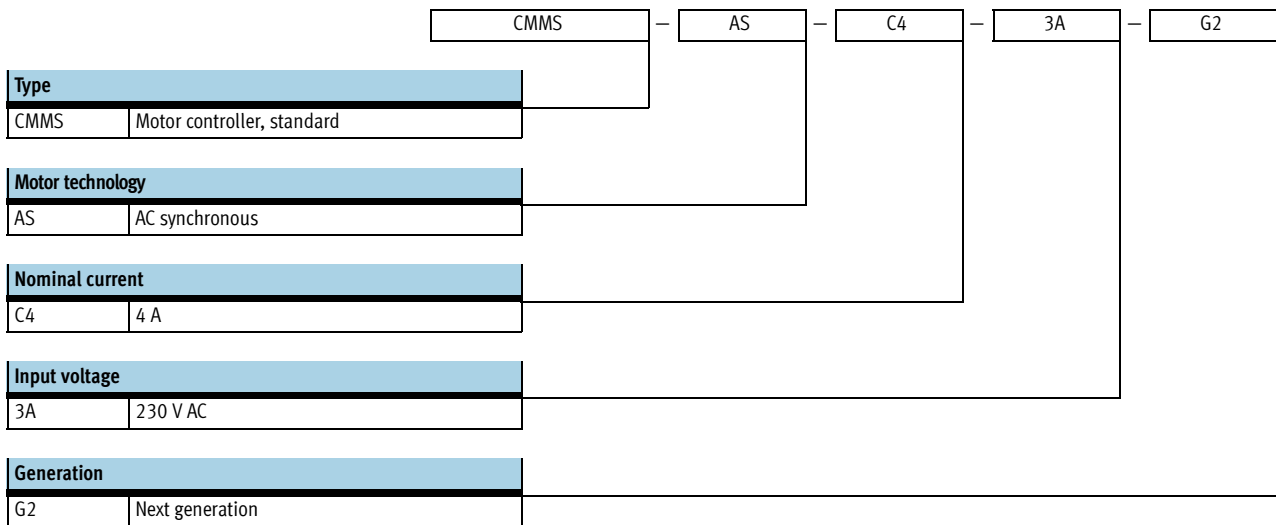 CMMS – AS – C4 – 3A – G2
Type
CMMS Motor controller, standard
Motor technology
AS AC synchronous
Nominal current
C4 4 A
Input voltage
3A 230 V AC
Generation
G2 Next generation